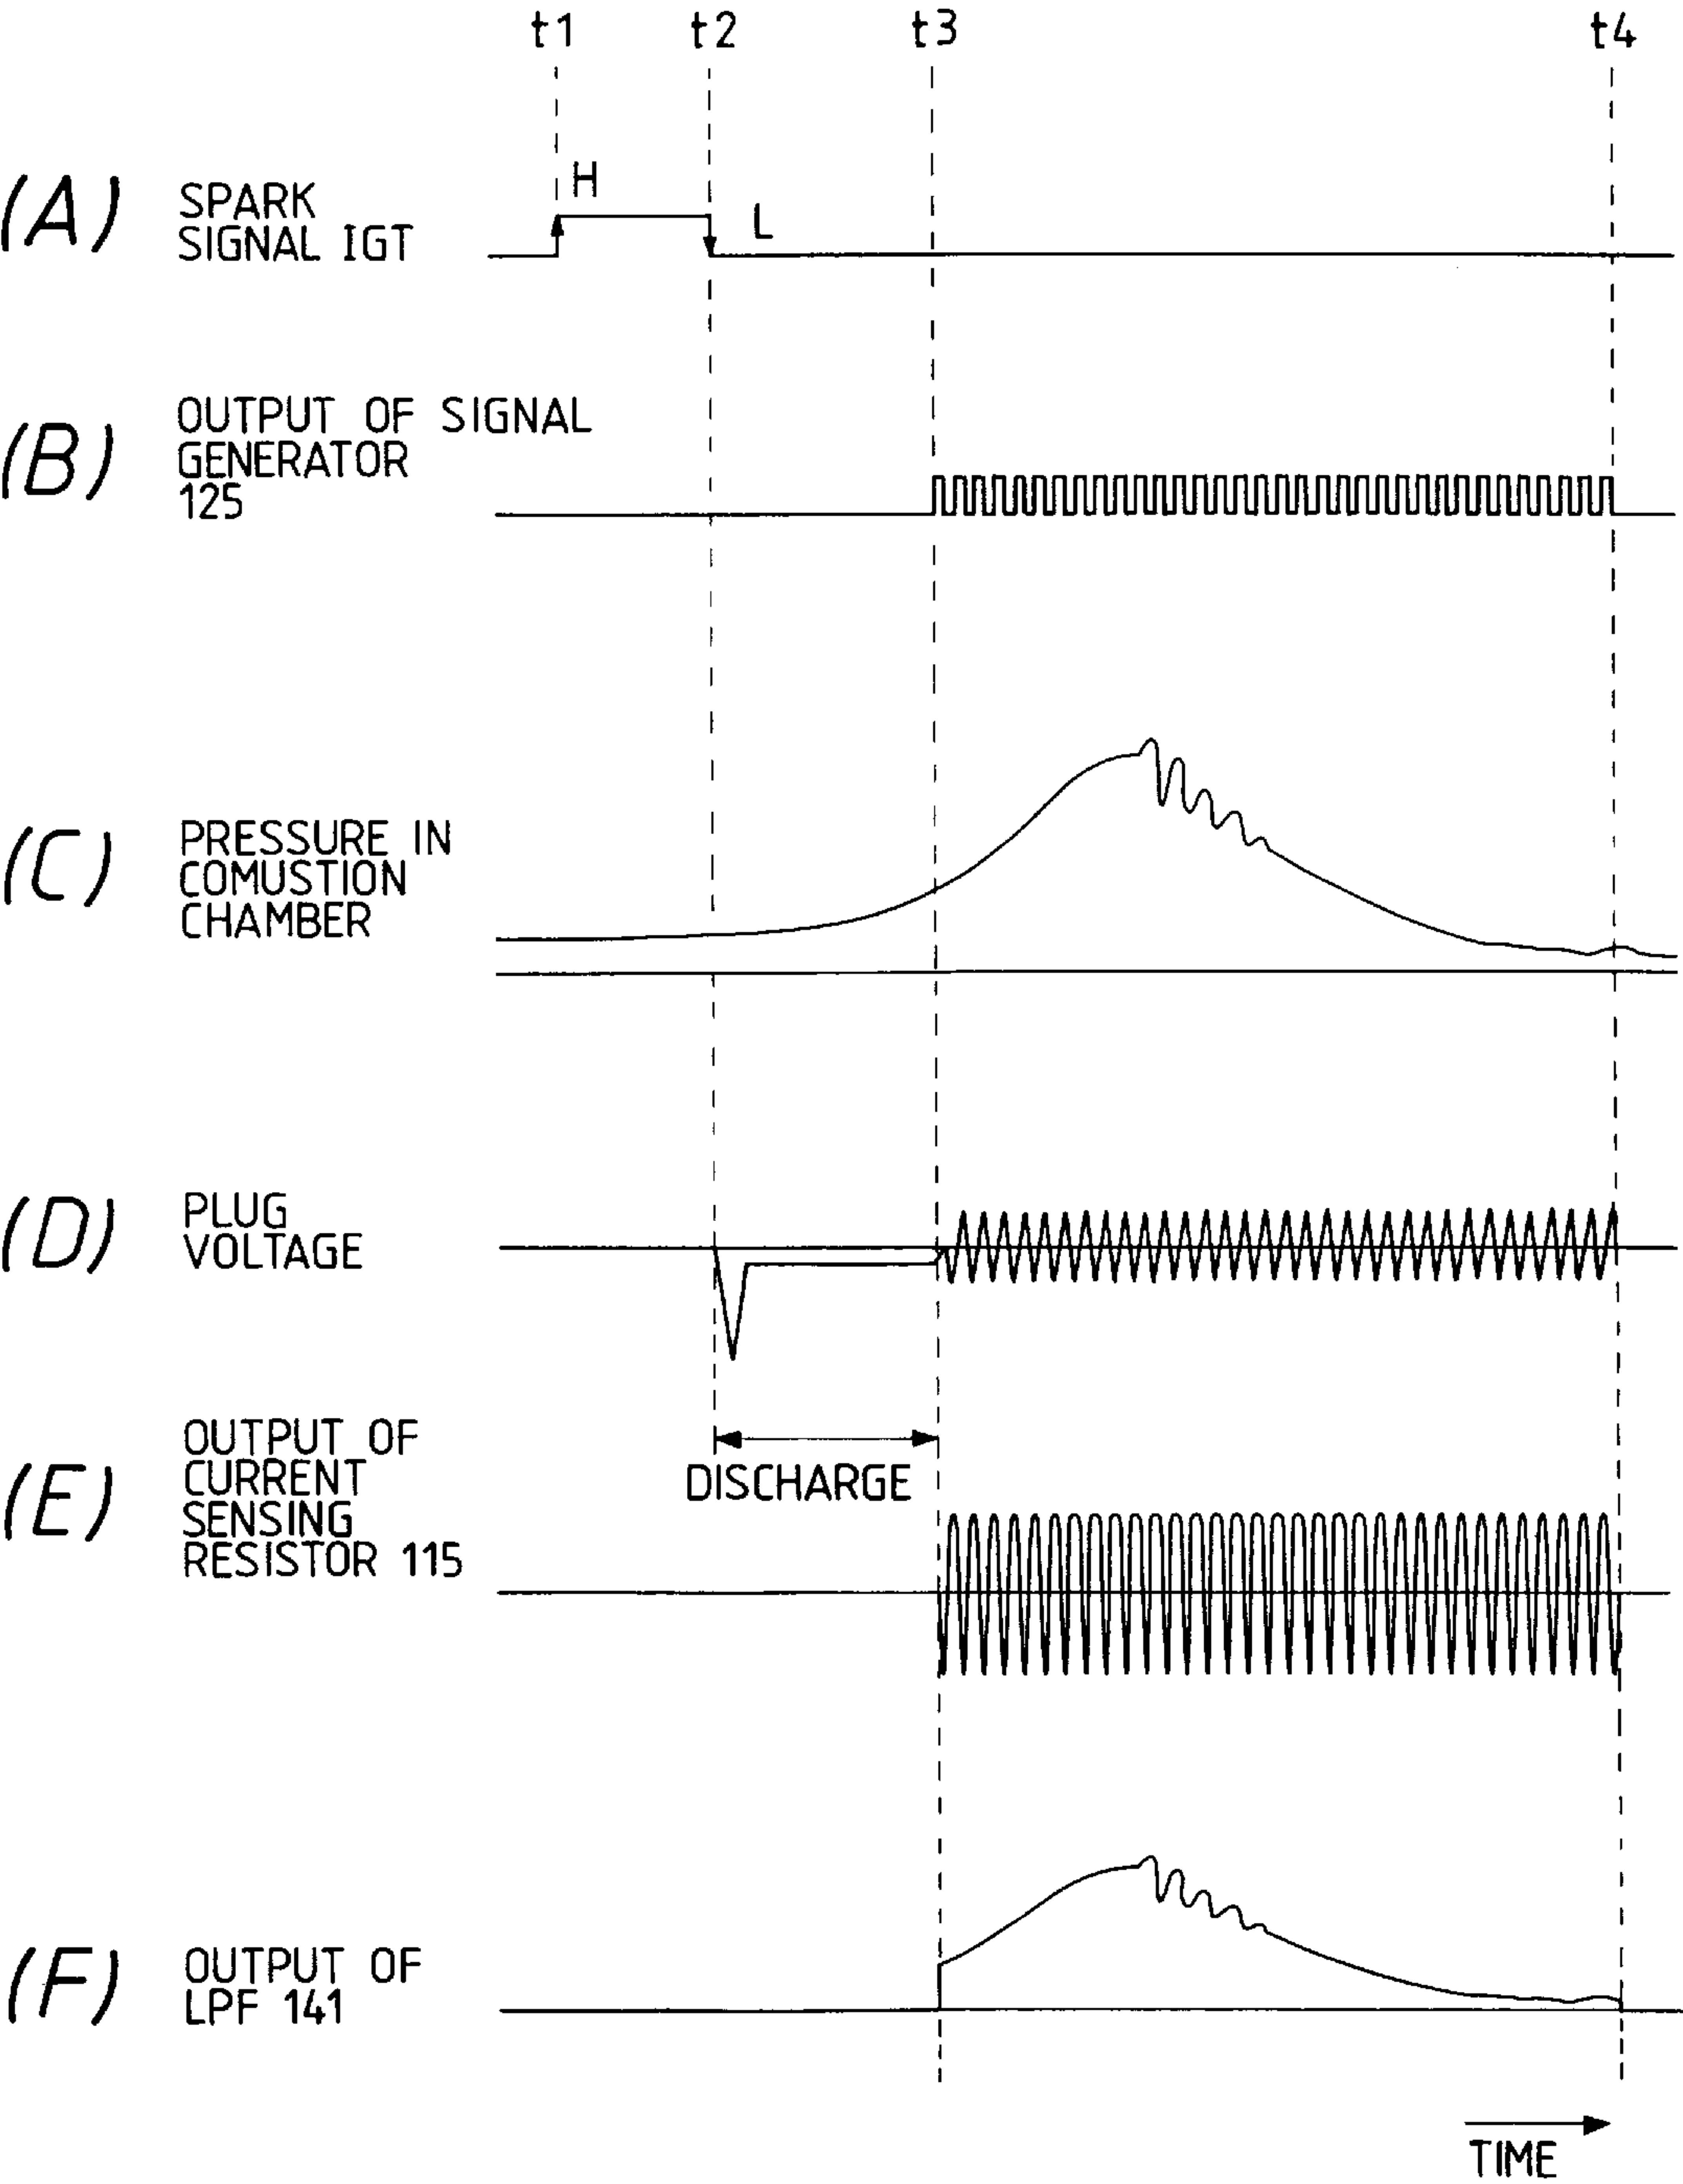 t1 t2 t3 t4
(A) SPARK
SIGNAL IGT
H
L
(B) OUTPUT OF SIGNAL
GENERATOR
125
(C) PRESSURE IN
COMUSTION
CHAMBER
(D) PLUG
VOLTAGE
DISCHARGE
(E) OUTPUT OF
CURRENT
SENSING
RESISTOR 115
(F) OUTPUT OF
LPF 141
TIME